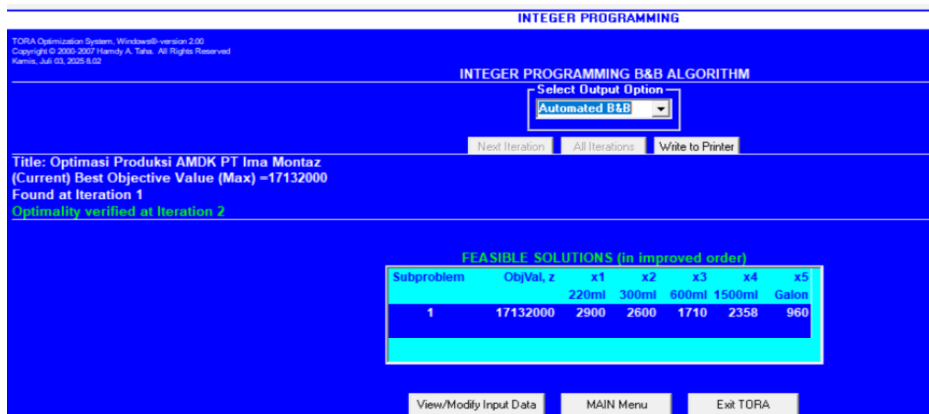 INTEGER PROGRAMMING
TORA Optimization System, Windows®-version 2.00
Copyright © 2000-2007 Hamdy A. Taha. All Rights Reserved
Kamis, Juli 03, 2025 8.02
INTEGER PROGRAMMING B&B ALGORITHM
Select Output Option
Automated B&B
Next Iteration All Iterations Write to Printer
Title: Optimasi Produksi AMDK PT Ima Montaz
(Current) Best Objective Value (Max) =17132000
Found at Iteration 1
Optimality verified at Iteration 2
FEASIBLE SOLUTIONS (in improved order)
Subproblem ObjVal, z x1 x2 x3 x4 x5
220ml 300ml 600ml 1500ml Galon
1 17132000 2900 2600 1710 2358 960
View/Modify Input Data MAIN Menu Exit TORA